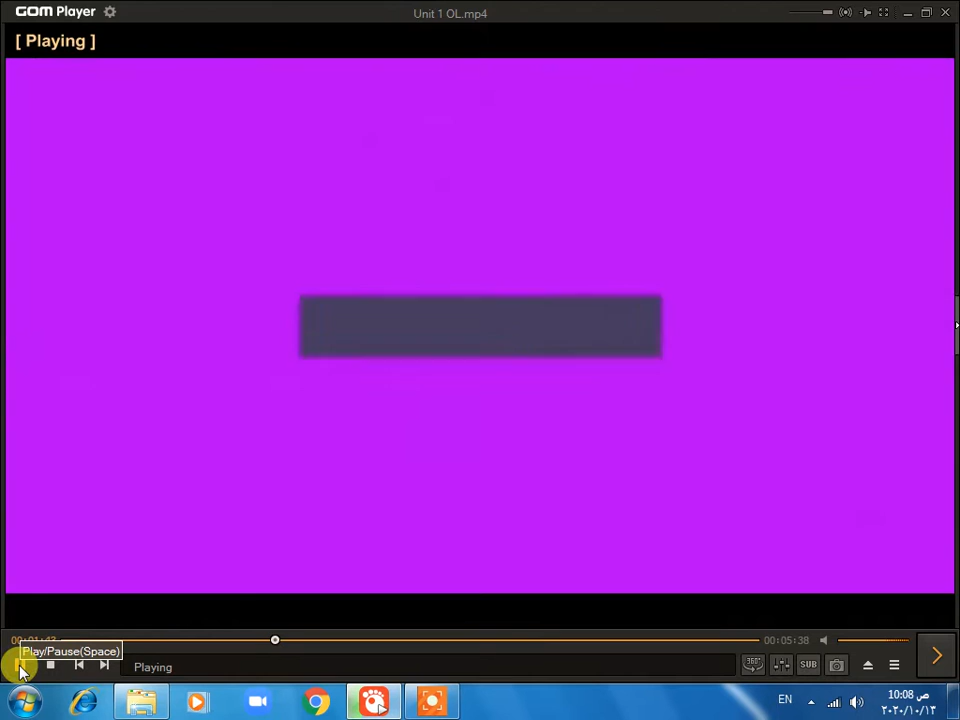 GOM Player
Unit 1 OL.mp4
[ Playing ]
00:05:38
Play/Pause(Space)
Playing
360°
SUB
EN
10:08 ص
٢٠٢٠/١٠/١٣